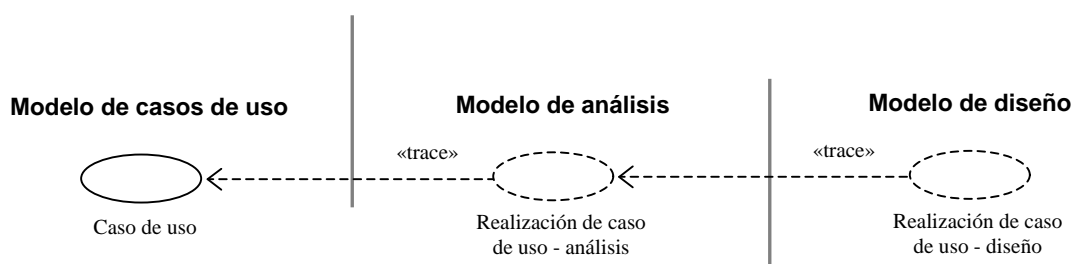 Modelo de casos de uso
Modelo de análisis
Modelo de diseño
«trace»
«trace»
Caso de uso
Realización de caso
de uso - análisis
Realización de caso
de uso - diseño